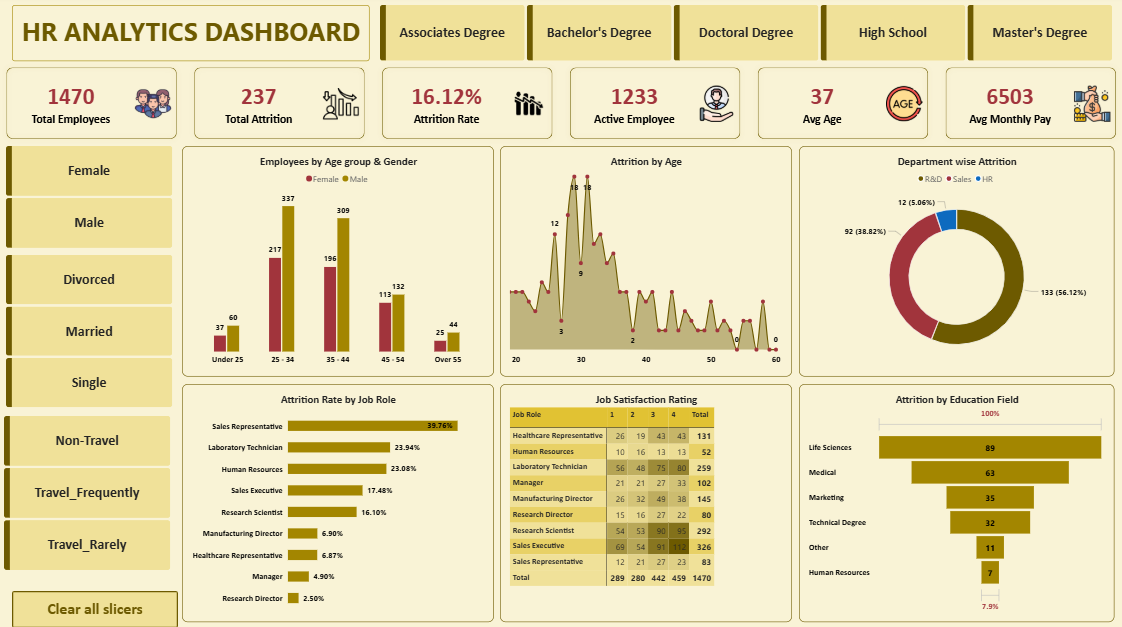 HR ANALYTICS DASHBOARD
Associates Degree
Bachelor's Degree
Doctoral Degree
High School
Master's Degree
1470
Total Employees
237
Total Attrition
16.12%
Attrition Rate
1233
Active Employee
AGE
37
Avg Age
6503
Avg Monthly Pay
Female
Male
Divorced
Married
Single
Non-Travel
Travel_Frequently
Travel_Rarely
Clear all slicers
Employees by Age group & Gender
Female Male
37 60
217 337
196 309
113 132
25 44
Under 25 25 - 34 35 - 44 45 - 54 Over 55
Attrition by Age
18 18
12
9
3
2
0 0
20 30 40 50 60
Department wise Attrition
R&D Sales HR
12 (5.06%)
92 (38.82%)
133 (56.12%)
Attrition Rate by Job Role
Sales Representative 39.76%
Laboratory Technician 23.94%
Human Resources 23.08%
Sales Executive 17.48%
Research Scientist 16.10%
Manufacturing Director 6.90%
Healthcare Representative 6.87%
Manager 4.90%
Research Director 2.50%
Job Satisfaction Rating
Job Role 1 2 3 4 Total
Healthcare Representative 26 19 43 43 131
Human Resources 10 16 13 13 52
Laboratory Technician 56 48 75 80 259
Manager 21 21 27 33 102
Manufacturing Director 26 32 49 38 145
Research Director 15 16 27 22 80
Research Scientist 54 53 90 95 292
Sales Executive 69 54 91 112 326
Sales Representative 12 21 27 23 83
Total 289 280 442 459 1470
Attrition by Education Field
100%
Life Sciences 89
Medical 63
Marketing 35
Technical Degree 32
Other 11
Human Resources 7
7.9%